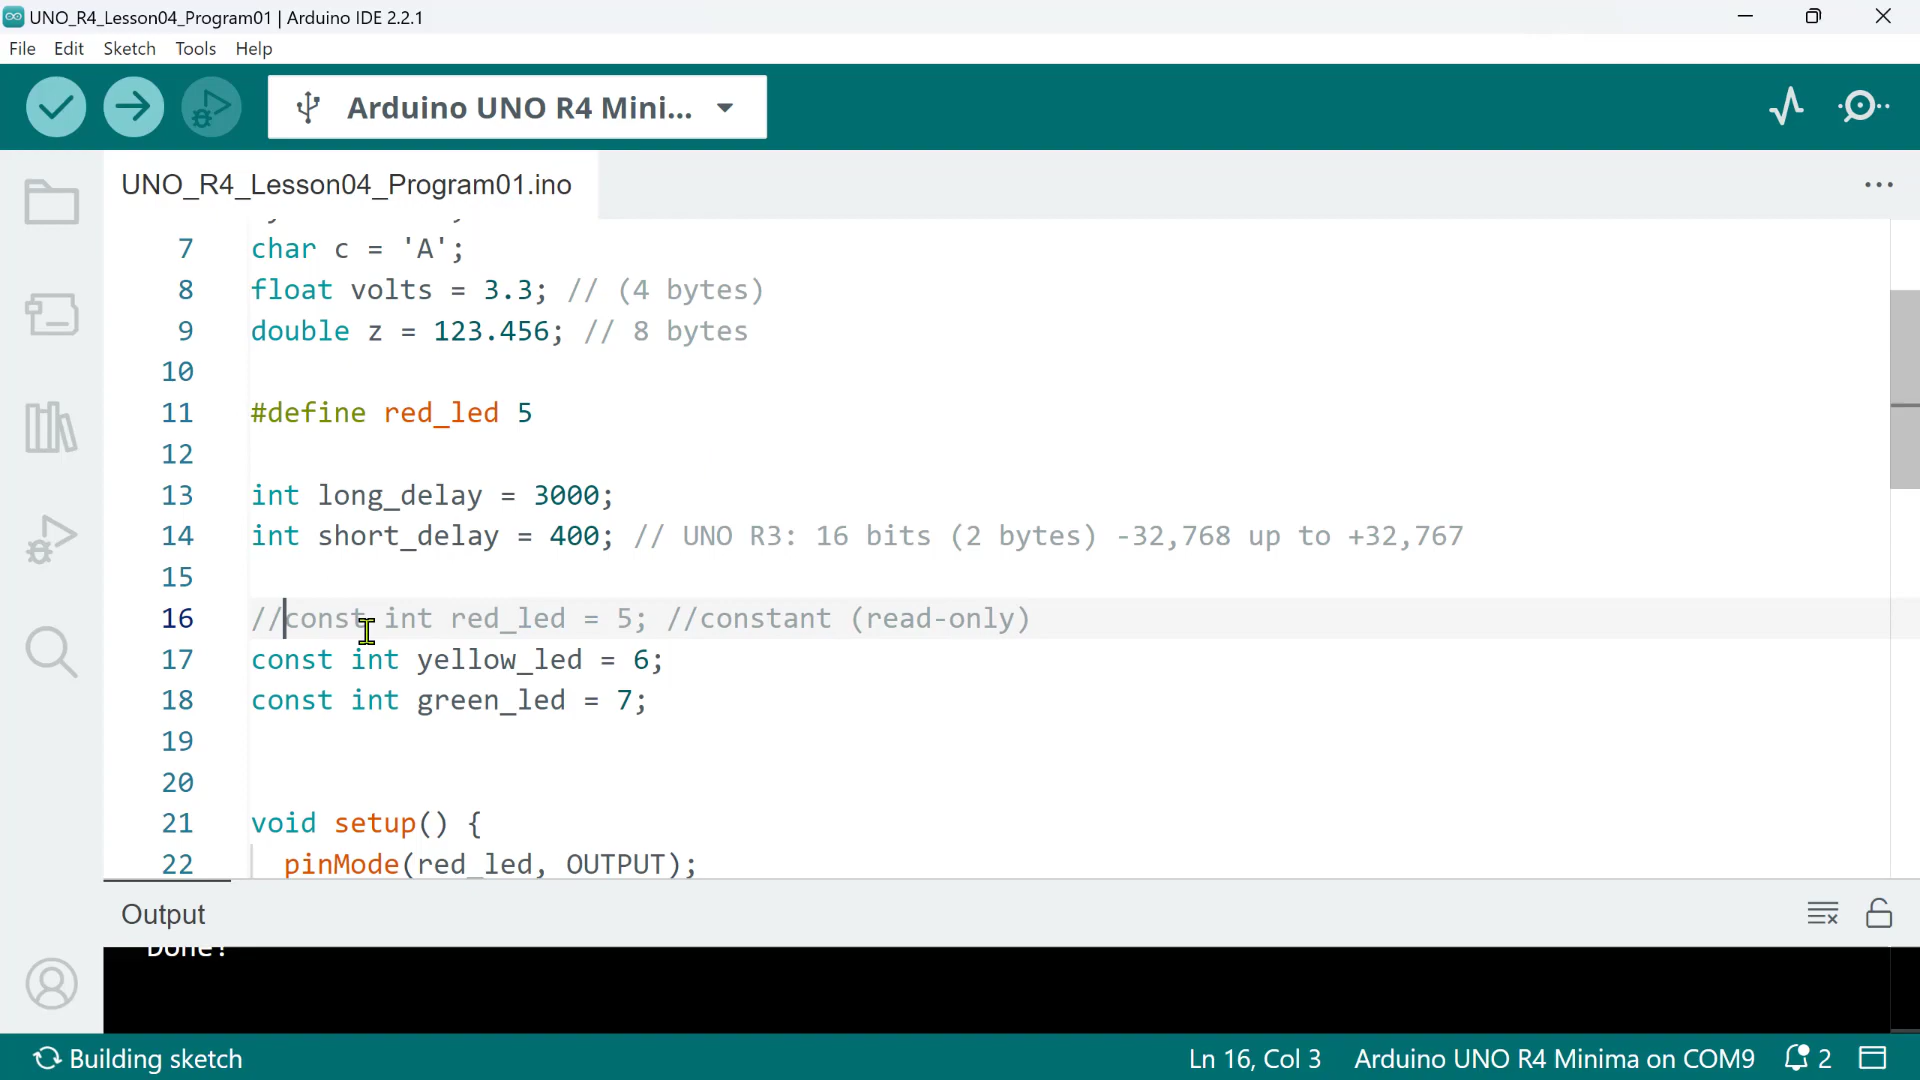 UNO_R4_Lesson04_Program01 | Arduino IDE 2.2.1
File Edit Sketch Tools Help
Arduino UNO R4 Mini...
UNO_R4_Lesson04_Program01.ino
7 char c = 'A';
8 float volts = 3.3; // (4 bytes)
9 double z = 123.456; // 8 bytes
10
11 #define red_led 5
12
13 int long_delay = 3000;
14 int short_delay = 400; // UNO R3: 16 bits (2 bytes) -32,768 up to +32,767
15
16 //const int red_led = 5; //constant (read-only)
17 const int yellow_led = 6;
18 const int green_led = 7;
19
20
21 void setup() {
22 pinMode(red_led, OUTPUT);
Output
Building sketch
Ln 16, Col 3 Arduino UNO R4 Minima on COM9 2